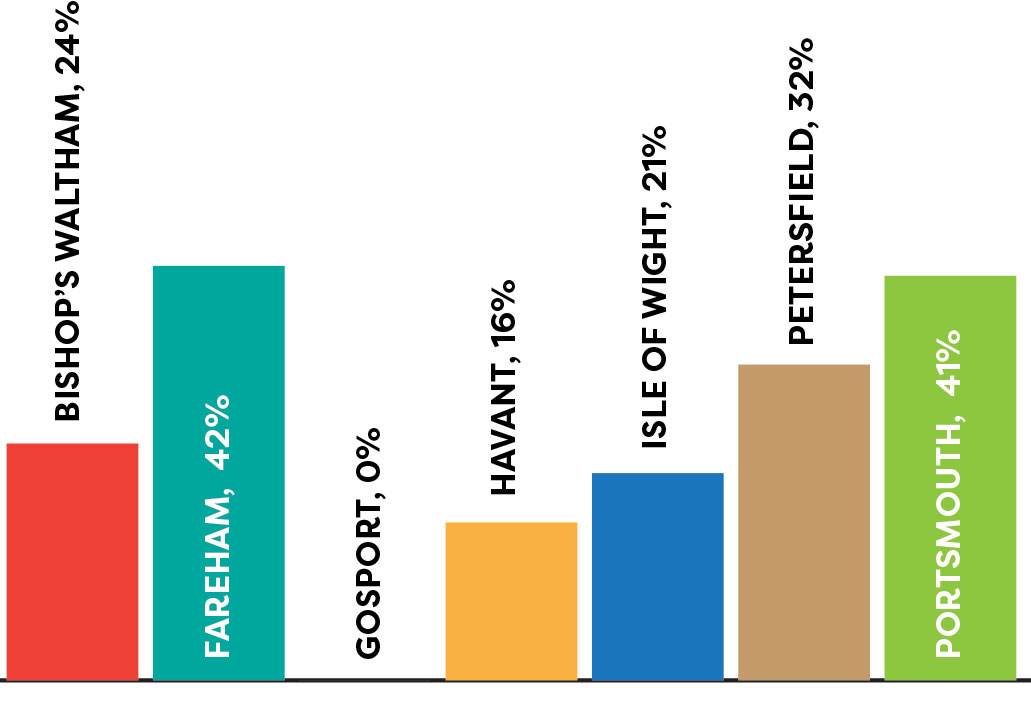 BISHOP'S WALTHAM, 24%
FAREHAM, 42%
GOSPORT, 0%
HAVANT, 16%
ISLE OF WIGHT, 21%
PETERSFIELD, 32%
PORTSMOUTH, 41%